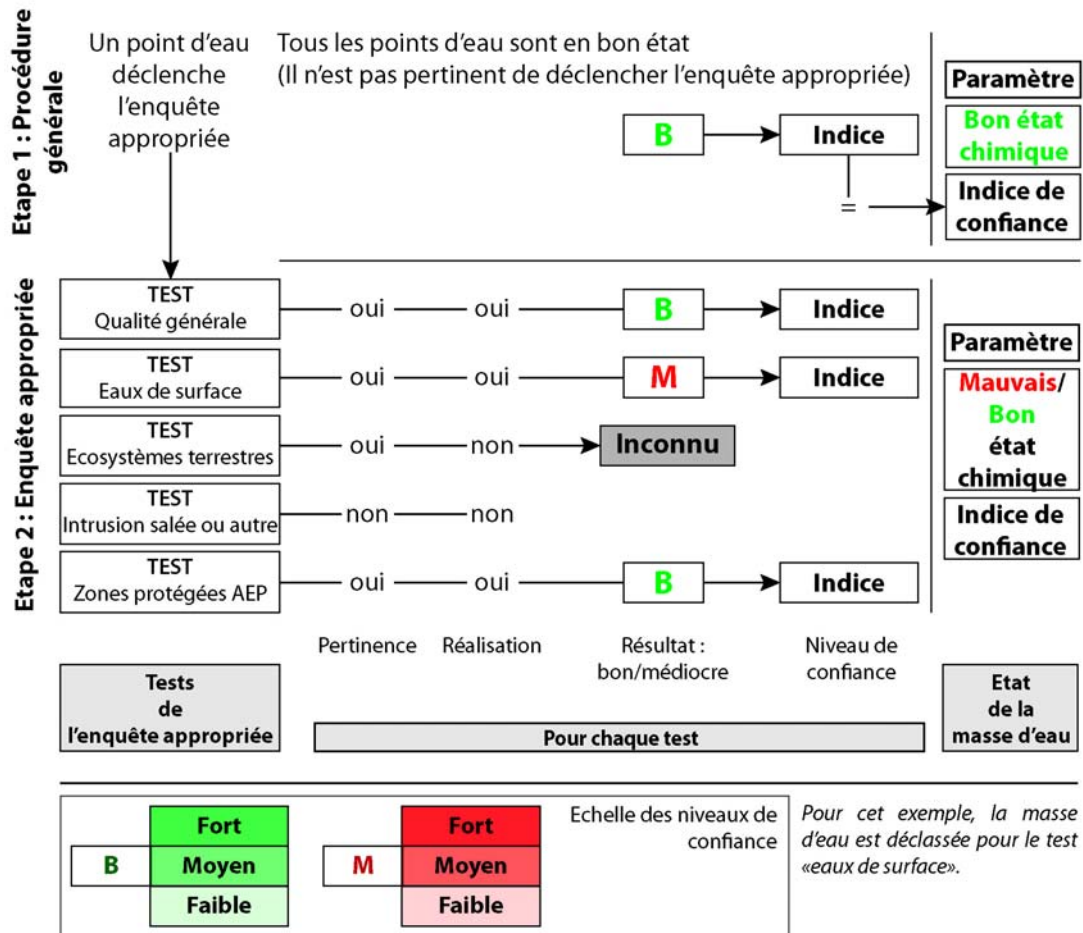 Etape 1 : Procédure
générale
Un point d'eau
déclenche
l'enquête
appropriée
Tous les points d'eau sont en bon état
(Il n'est pas pertinent de déclencher l'enquête appropriée)
B
Indice
=
Paramètre
Bon état
chimique
Indice de
confiance
Etape 2 : Enquête appropriée
TEST
Qualité générale
oui
oui
B
Indice
TEST
Eaux de surface
oui
oui
M
Indice
TEST
Ecosystèmes terrestres
oui
non
Inconnu
TEST
Intrusion salée ou autre
non
non
TEST
Zones protégées AEP
oui
oui
B
Indice
Paramètre
Mauvais/
Bon
état
chimique
Indice de
confiance
Pertinence
Réalisation
Résultat :
bon/médiocre
Niveau de
confiance
Tests
de
l'enquête appropriée
Pour chaque test
Etat
de la
masse d'eau
B
Fort
Moyen
Faible
M
Fort
Moyen
Faible
Echelle des niveaux de
confiance
Pour cet exemple, la masse
d'eau est déclassée pour le test
«eaux de surface».